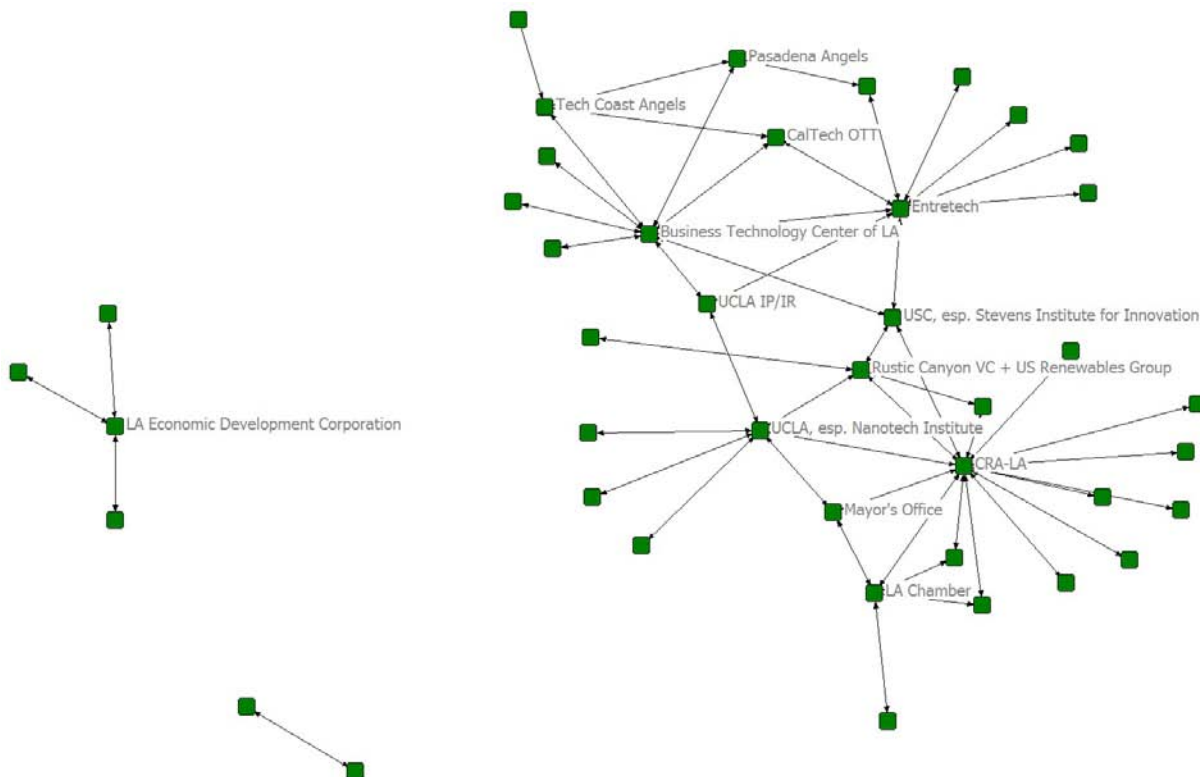 Pasadena Angels
Tech Coast Angels
CalTech OTT
Entretech
Business Technology Center of LA
UCLA IP/IR
USC, esp. Stevens Institute for Innovation
Rustic Canyon VC + US Renewables Group
LA Economic Development Corporation
UCLA, esp. Nanotech Institute
CRA-LA
Mayor's Office
LA Chamber